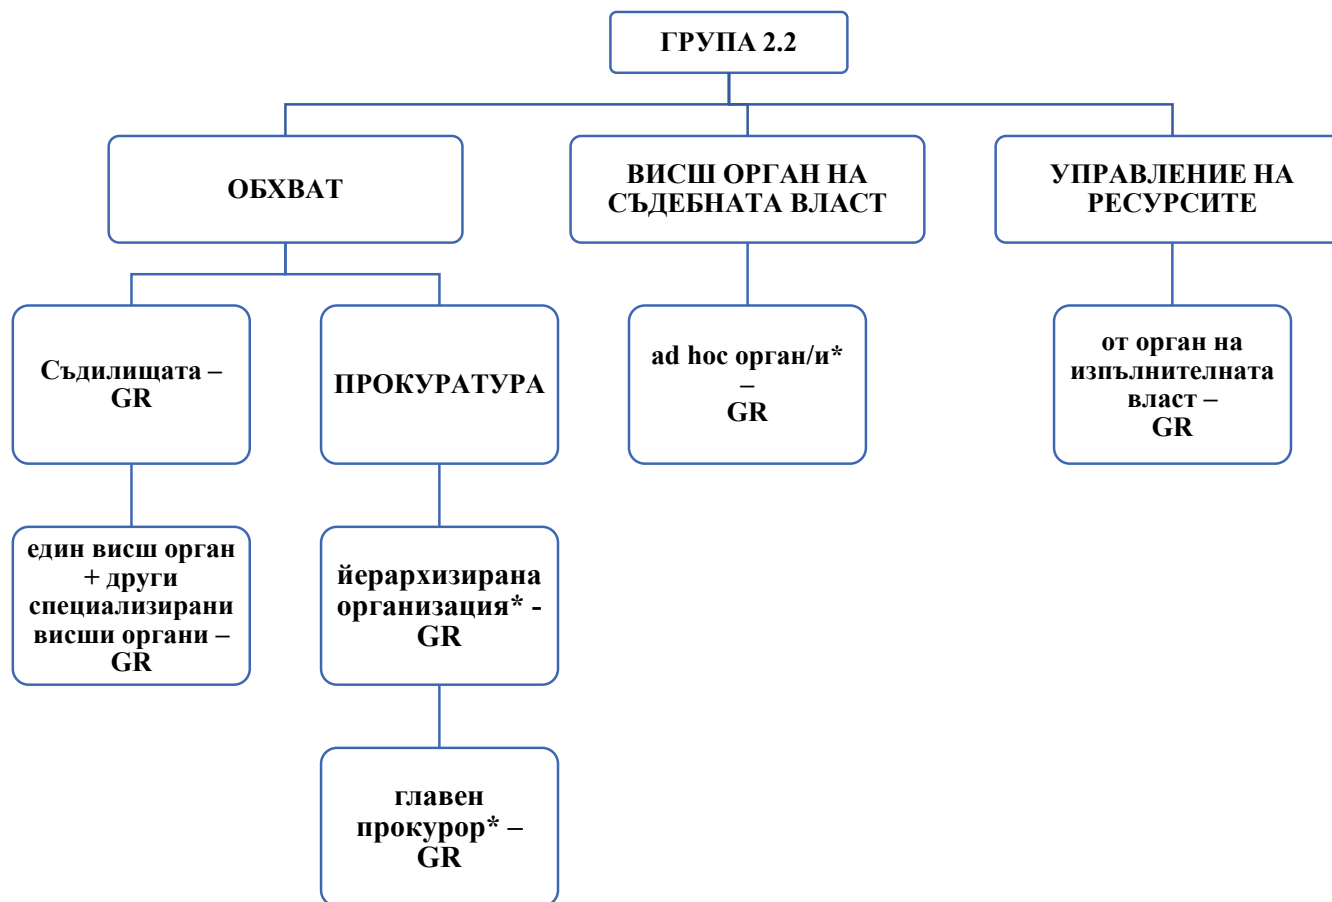 ГРУПА 2.2
ОБХВАТ
ВИСШ ОРГАН НА
СЪДЕБНАТА ВЛАСТ
УПРАВЛЕНИЕ НА
РЕСУРСИТЕ
Съдилищата –
GR
ПРОКУРАТУРА
ad hoc орган/и*
–
GR
от орган на
изпълнителната
власт –
GR
един висш орган
+ други
специализирани
висши органи –
GR
йерархизирана
организация* -
GR
главен
прокурор* –
GR